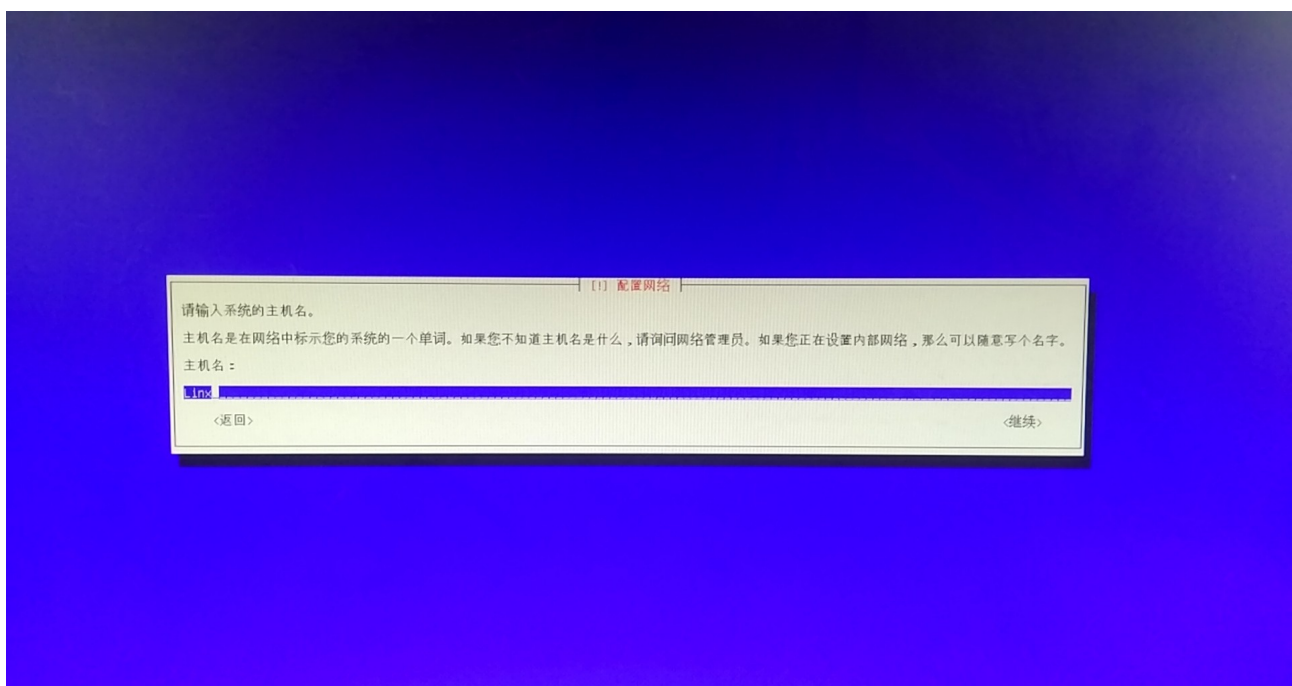 [!] 配置网络
请输入系统的主机名。
主机名是在网络中标示您的系统的一个单词。如果您不知道主机名是什么，请询问网络管理员。如果您正在设置内部网络，那么可以随意写个名字。
主机名：
Linx
<返回> <继续>